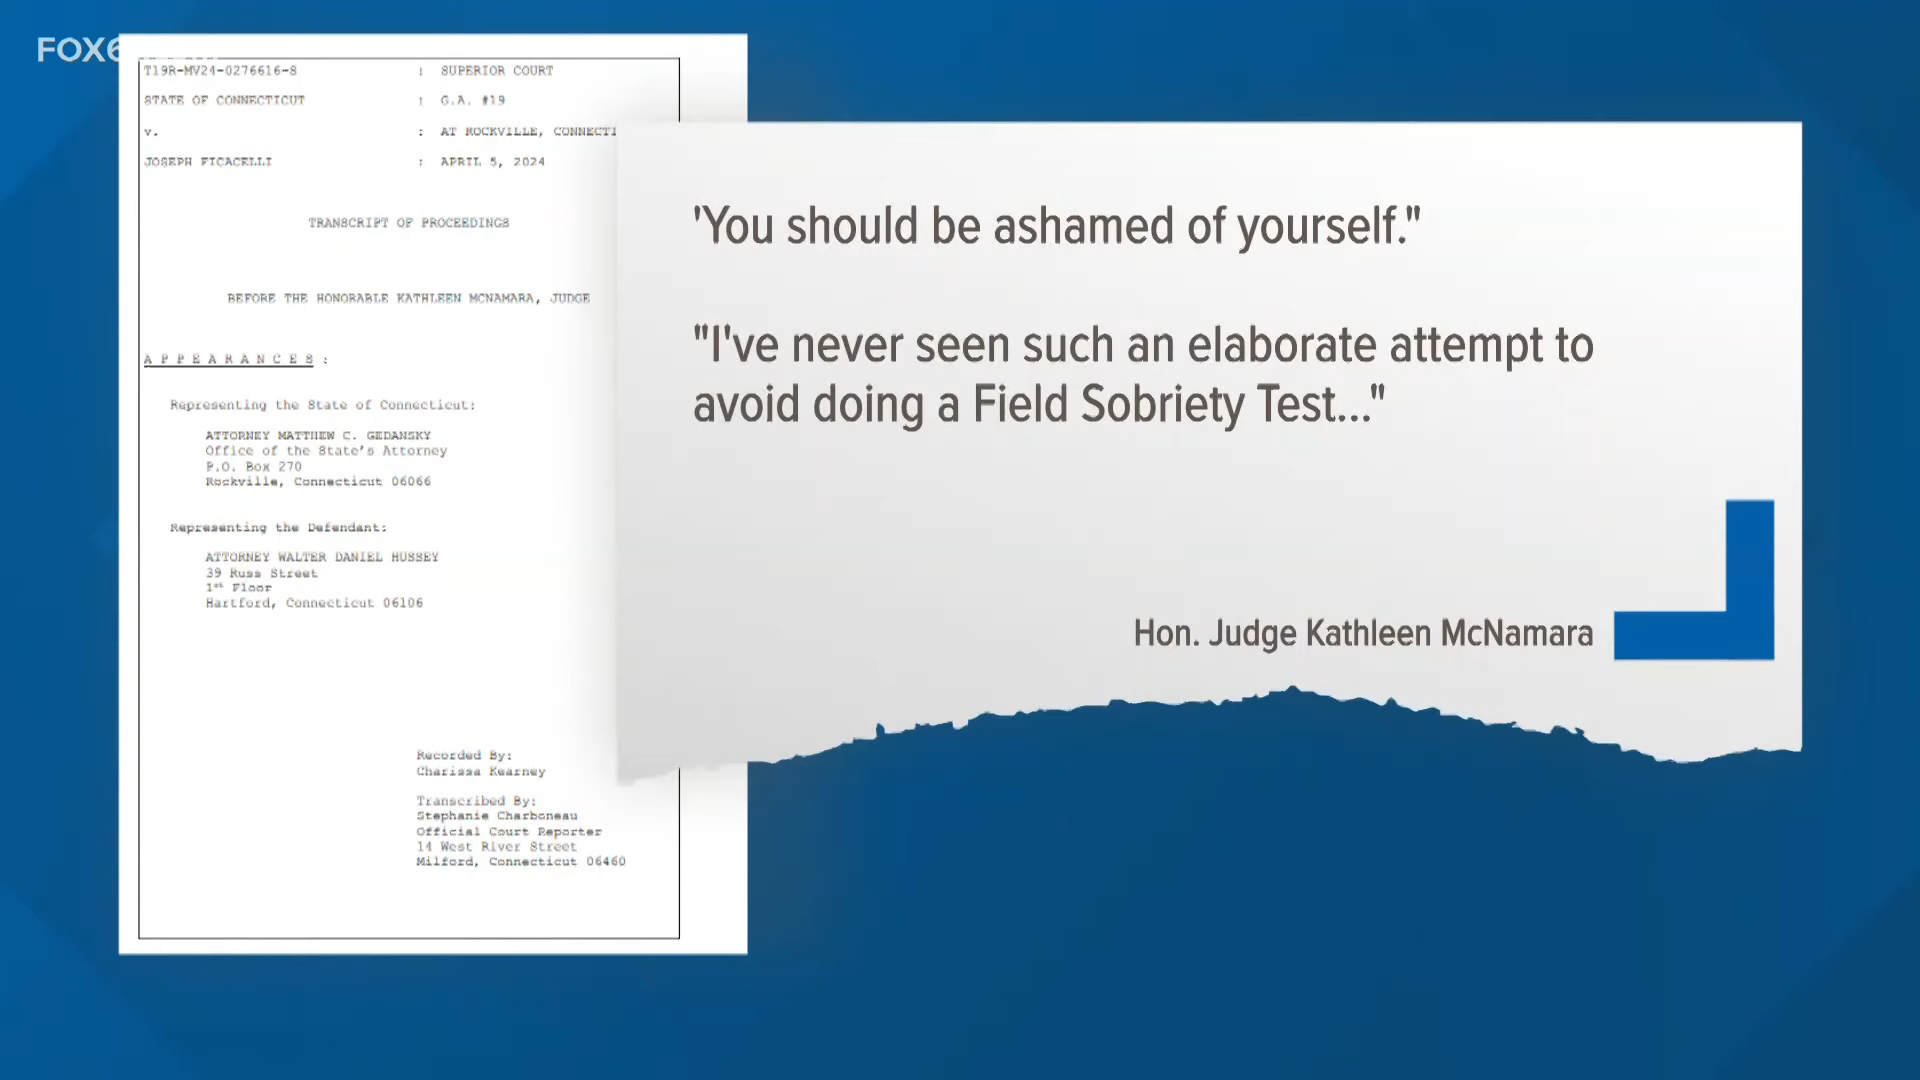 FOX6
T19R-MV24-0276616-S : SUPERIOR COURT
STATE OF CONNECTICUT : G.A. #19
v. : AT ROCKVILLE, CONNECTI
JOSEPH FICACELLI : APRIL 5, 2024
TRANSCRIPT OF PROCEEDINGS
BEFORE THE HONORABLE KATHLEEN MCNAMARA, JUDGE
A P P E A R A N C E S :
Representing the State of Connecticut:
ATTORNEY MATTHEW C. GEDANSKY
Office of the State's Attorney
P.O. Box 270
Rockville, Connecticut 06066
Representing the Defendant:
ATTORNEY WALTER DANIEL HUSSEY
39 Russ Street
1st Floor
Hartford, Connecticut 06106
Recorded By:
Charissa Kearney
Transcribed By:
Stephanie Charboneau
Official Court Reporter
14 West River Street
Milford, Connecticut 06460
'You should be ashamed of yourself."
"I've never seen such an elaborate attempt to
avoid doing a Field Sobriety Test..."
Hon. Judge Kathleen McNamara